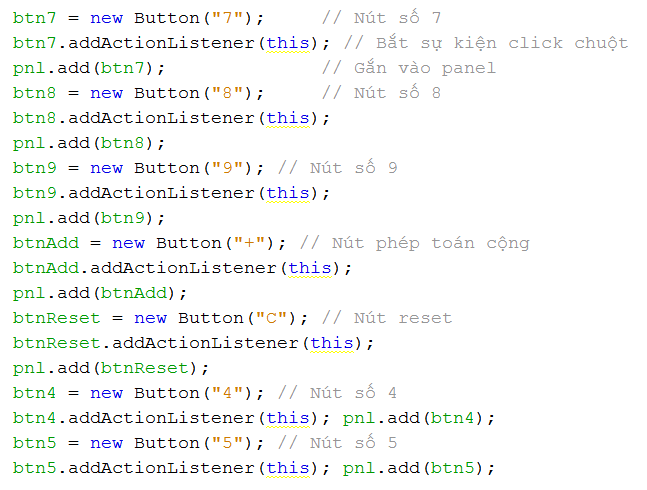 btn7 = new Button("7");     // Nút số 7
btn7.addActionListener(this); // Bắt sự kiện click chuột
pnl.add(btn7);              // Gắn vào panel
btn8 = new Button("8");     // Nút số 8
btn8.addActionListener(this);
pnl.add(btn8);
btn9 = new Button("9"); // Nút số 9
btn9.addActionListener(this);
pnl.add(btn9);
btnAdd = new Button("+"); // Nút phép toán cộng
btnAdd.addActionListener(this);
pnl.add(btnAdd);
btnReset = new Button("C"); // Nút reset
btnReset.addActionListener(this);
pnl.add(btnReset);
btn4 = new Button("4"); // Nút số 4
btn4.addActionListener(this); pnl.add(btn4);
btn5 = new Button("5"); // Nút số 5
btn5.addActionListener(this); pnl.add(btn5);